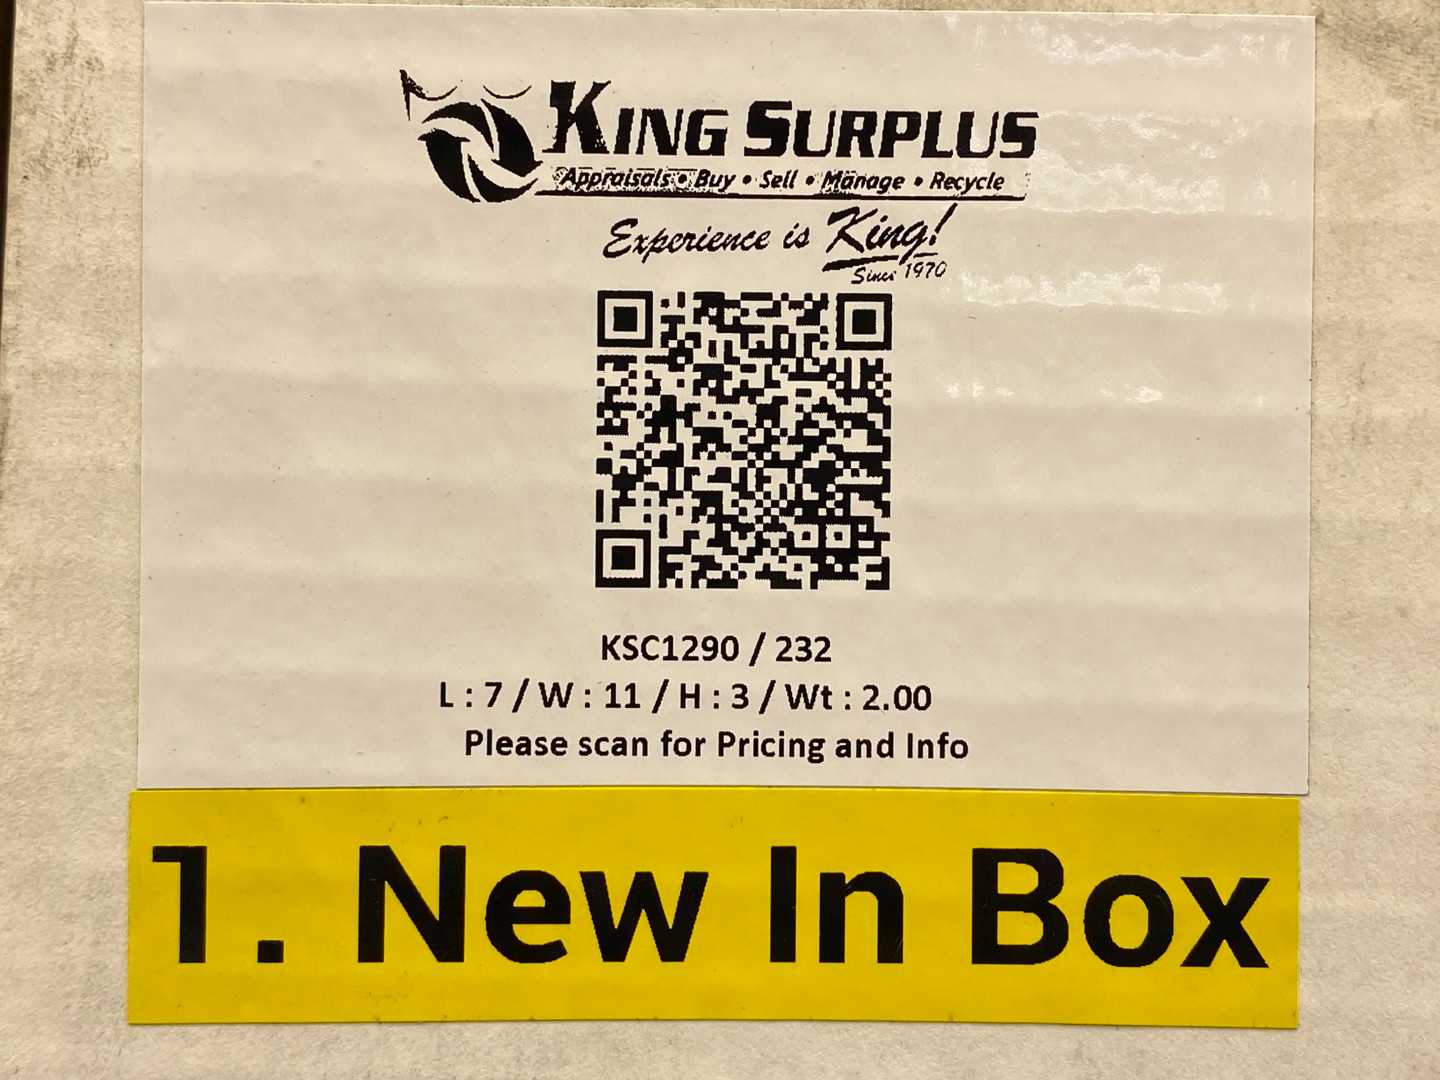 KING SURPLUS
Appraisals • Buy • Sell • Manage • Recycle
Experience is King!
Since 1970
KSC1290 / 232
L : 7 / W : 11 / H : 3 / Wt : 2.00
Please scan for Pricing and Info
1. New In Box